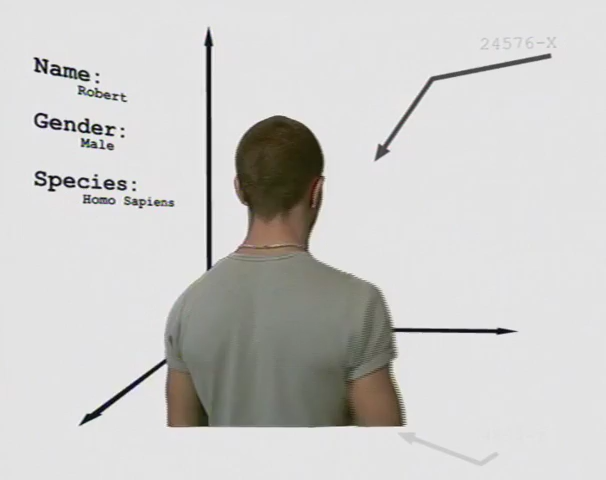 Name:
Robert
Gender:
Male
Species:
Homo Sapiens
24576-X